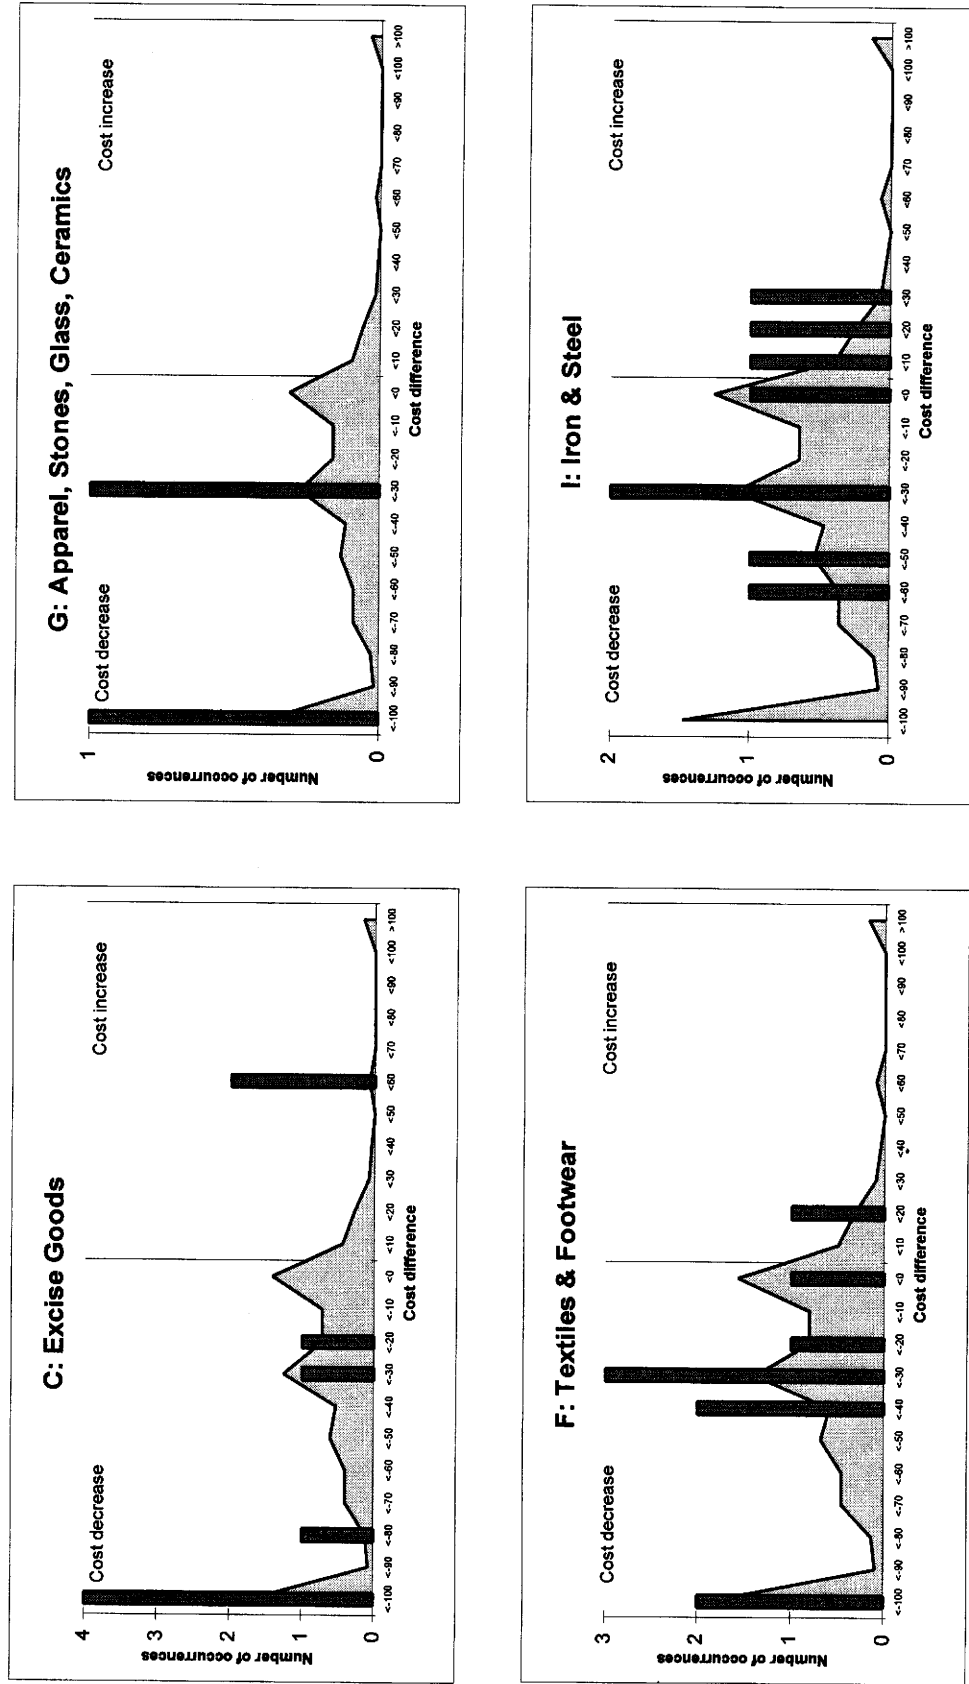 C: Excise Goods
Cost decrease
Cost increase
Number of occurrences
4
3
2
1
0
<-100 <-90 <-80 <-70 <-60 <-50 <-40 <-30 <-20 <-10 <0 <10 <20 <30 <40 <50 <60 <70 <80 <90 <100 >100
Cost difference
G: Apparel, Stones, Glass, Ceramics
Cost decrease
Cost increase
Number of occurrences
1
0
<-100 <-90 <-80 <-70 <-60 <-50 <-40 <-30 <-20 <-10 <0 <10 <20 <30 <40 <50 <60 <70 <80 <90 <100 >100
Cost difference
F: Textiles & Footwear
Cost decrease
Cost increase
Number of occurrences
3
2
1
0
<-100 <-90 <-80 <-70 <-60 <-50 <-40 <-30 <-20 <-10 <0 <10 <20 <30 <40 <50 <60 <70 <80 <90 <100 >100
Cost difference
I: Iron & Steel
Cost decrease
Cost increase
Number of occurrences
2
1
0
<-100 <-90 <-80 <-70 <-60 <-50 <-40 <-30 <-20 <-10 <0 <10 <20 <30 <40 <50 <60 <70 <80 <90 <100 >100
Cost difference